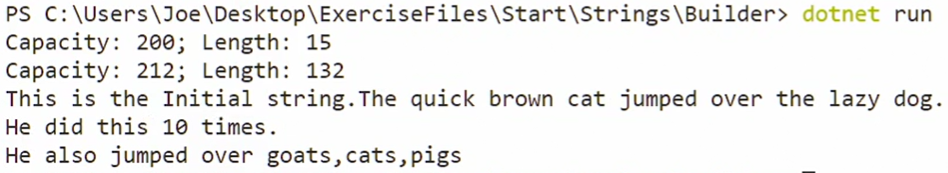 PS C:\Users\Joe\Desktop\ExerciseFiles\Start\Strings\Builder> dotnet run
Capacity: 200; Length: 15
Capacity: 212; Length: 132
This is the Initial string.The quick brown cat jumped over the lazy dog.
He did this 10 times.
He also jumped over goats,cats,pigs